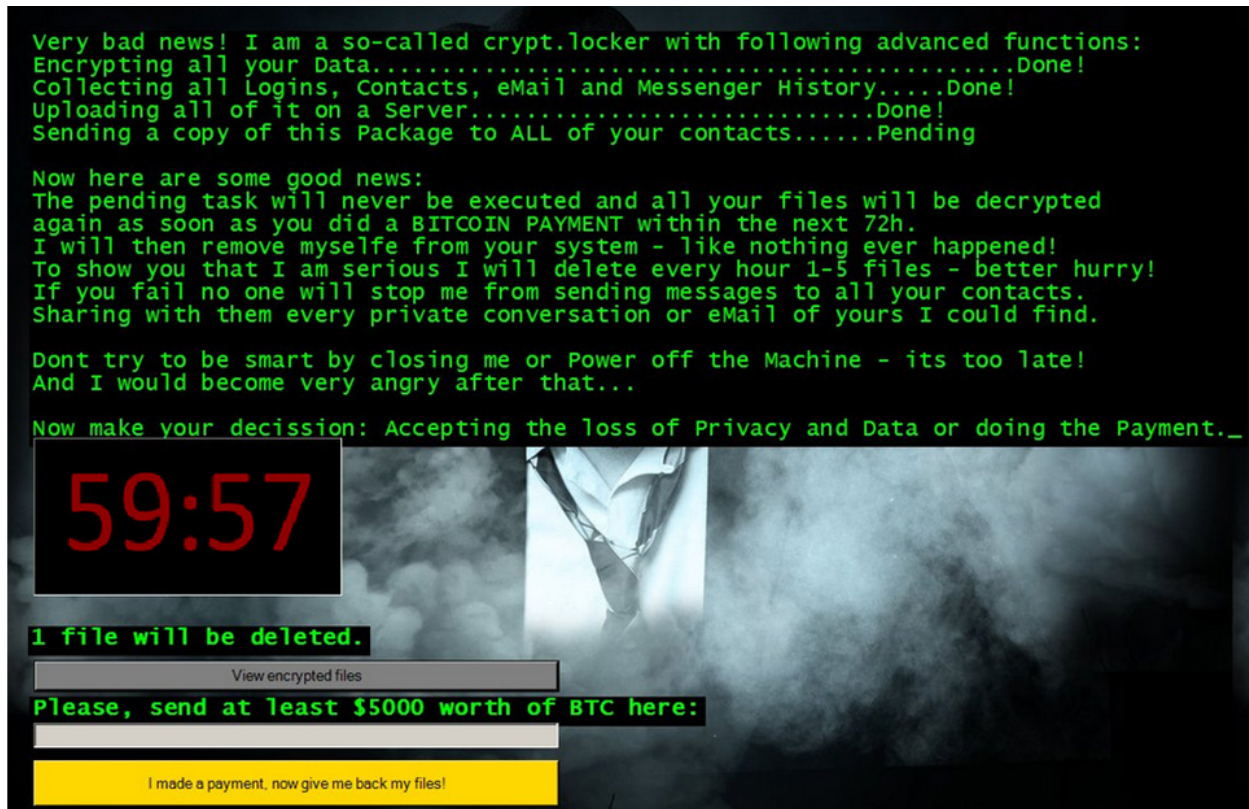 Very bad news! I am a so-called crypt.locker with following advanced functions:
Encrypting all your Data...............................................Done!
Collecting all Logins, Contacts, eMail and Messenger History.....Done!
Uploading all of it on a Server..............................Done!
Sending a copy of this Package to ALL of your contacts......Pending
Now here are some good news:
The pending task will never be executed and all your files will be decrypted
again as soon as you did a BITCOIN PAYMENT within the next 72h.
I will then remove myselfe from your system - like nothing ever happened!
To show you that I am serious I will delete every hour 1-5 files - better hurry!
If you fail no one will stop me from sending messages to all your contacts.
Sharing with them every private conversation or eMail of yours I could find.
Dont try to be smart by closing me or Power off the Machine - its too late!
And I would become very angry after that...
Now make your decission: Accepting the loss of Privacy and Data or doing the Payment._
59:57
1 file will be deleted.
View encrypted files
Please, send at least $5000 worth of BTC here:
I made a payment, now give me back my files!